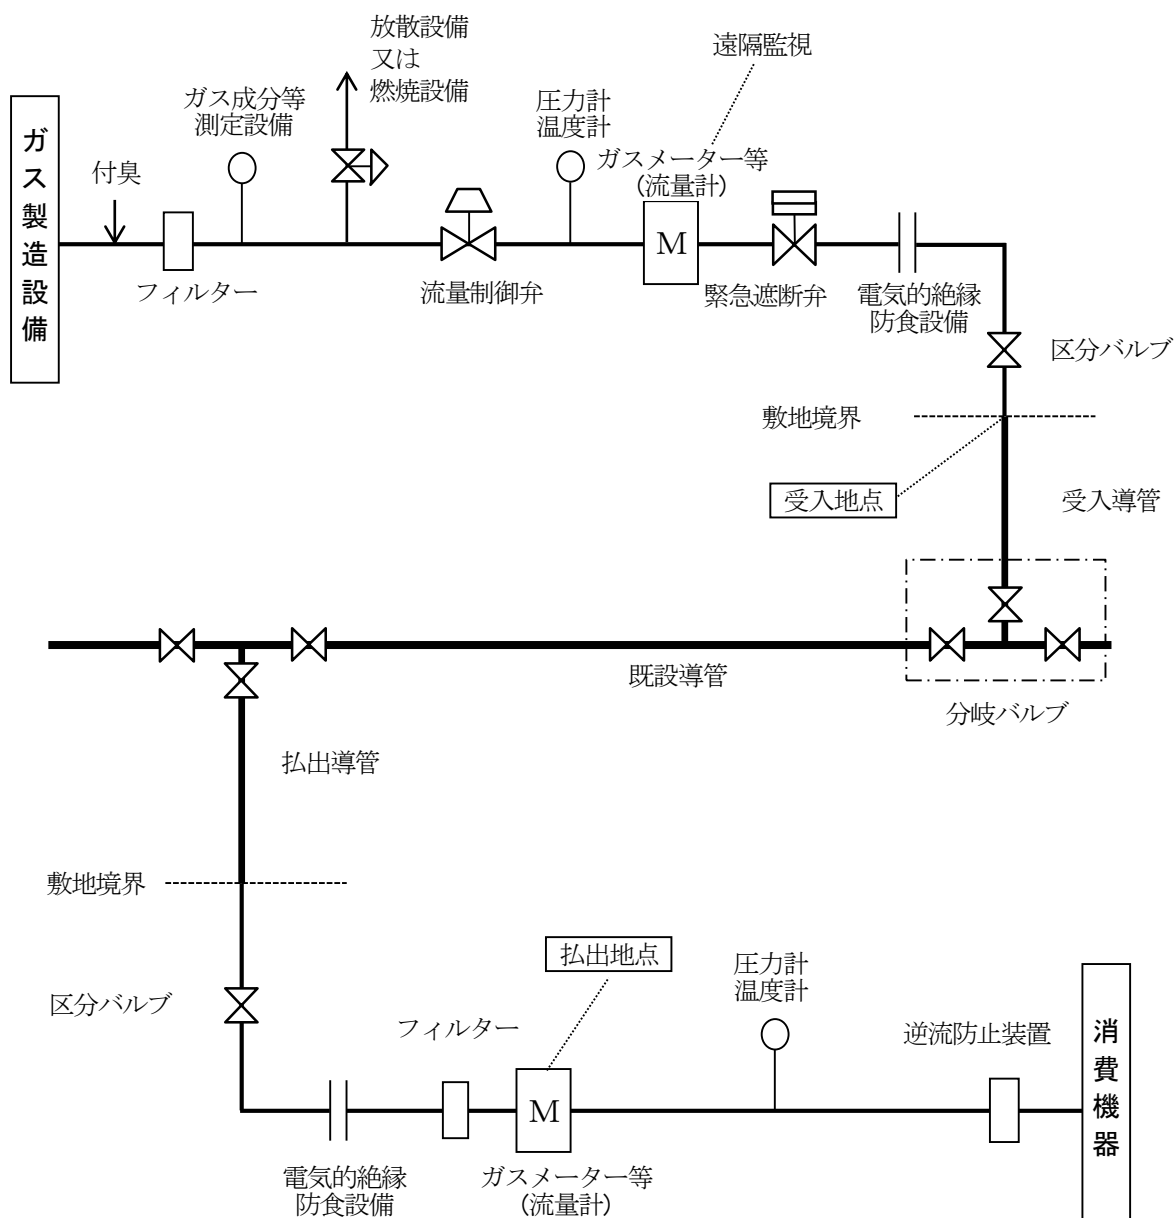 放散設備
又は
燃焼設備
遠隔監視
ガス成分等
測定設備
圧力計
温度計
ガス製造設備
付臭
ガスメーター等
(流量計)
M
フィルター
流量制御弁
緊急遮断弁
電気的絶縁
防食設備
区分バルブ
敷地境界
受入地点
受入導管
既設導管
分岐バルブ
払出導管
敷地境界
払出地点
圧力計
温度計
区分バルブ
フィルター
逆流防止装置
消費機器
M
電気的絶縁
防食設備
ガスメーター等
(流量計)